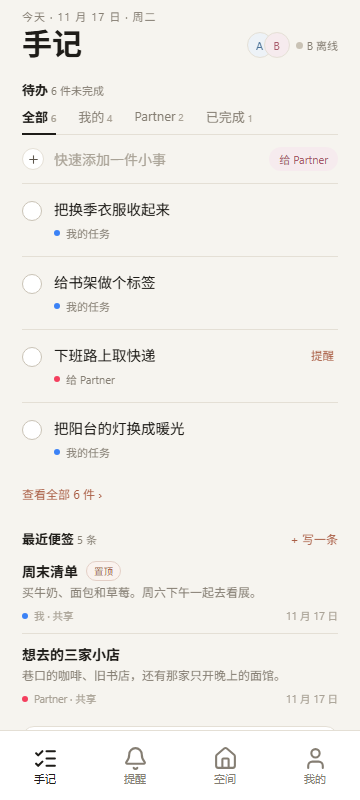 今天 · 11 月 17 日 · 周二
手记
A B B 离线
待办 6 件未完成
全部 6 我的 4 Partner 2 已完成 1
+ 快速添加一件小事 给 Partner
把换季衣服收起来
我的任务
给书架做个标签
我的任务
下班路上取快递 提醒
给 Partner
把阳台的灯换成暖光
我的任务
查看全部 6 件 ›
最近便签 5 条 + 写一条
周末清单 置顶
买牛奶、面包和草莓。周六下午一起去看展。
我 · 共享 11 月 17 日
想去的三家小店
巷口的咖啡、旧书店，还有那家只开晚上的面馆。
Partner · 共享 11 月 17 日
手记 提醒 空间 我的